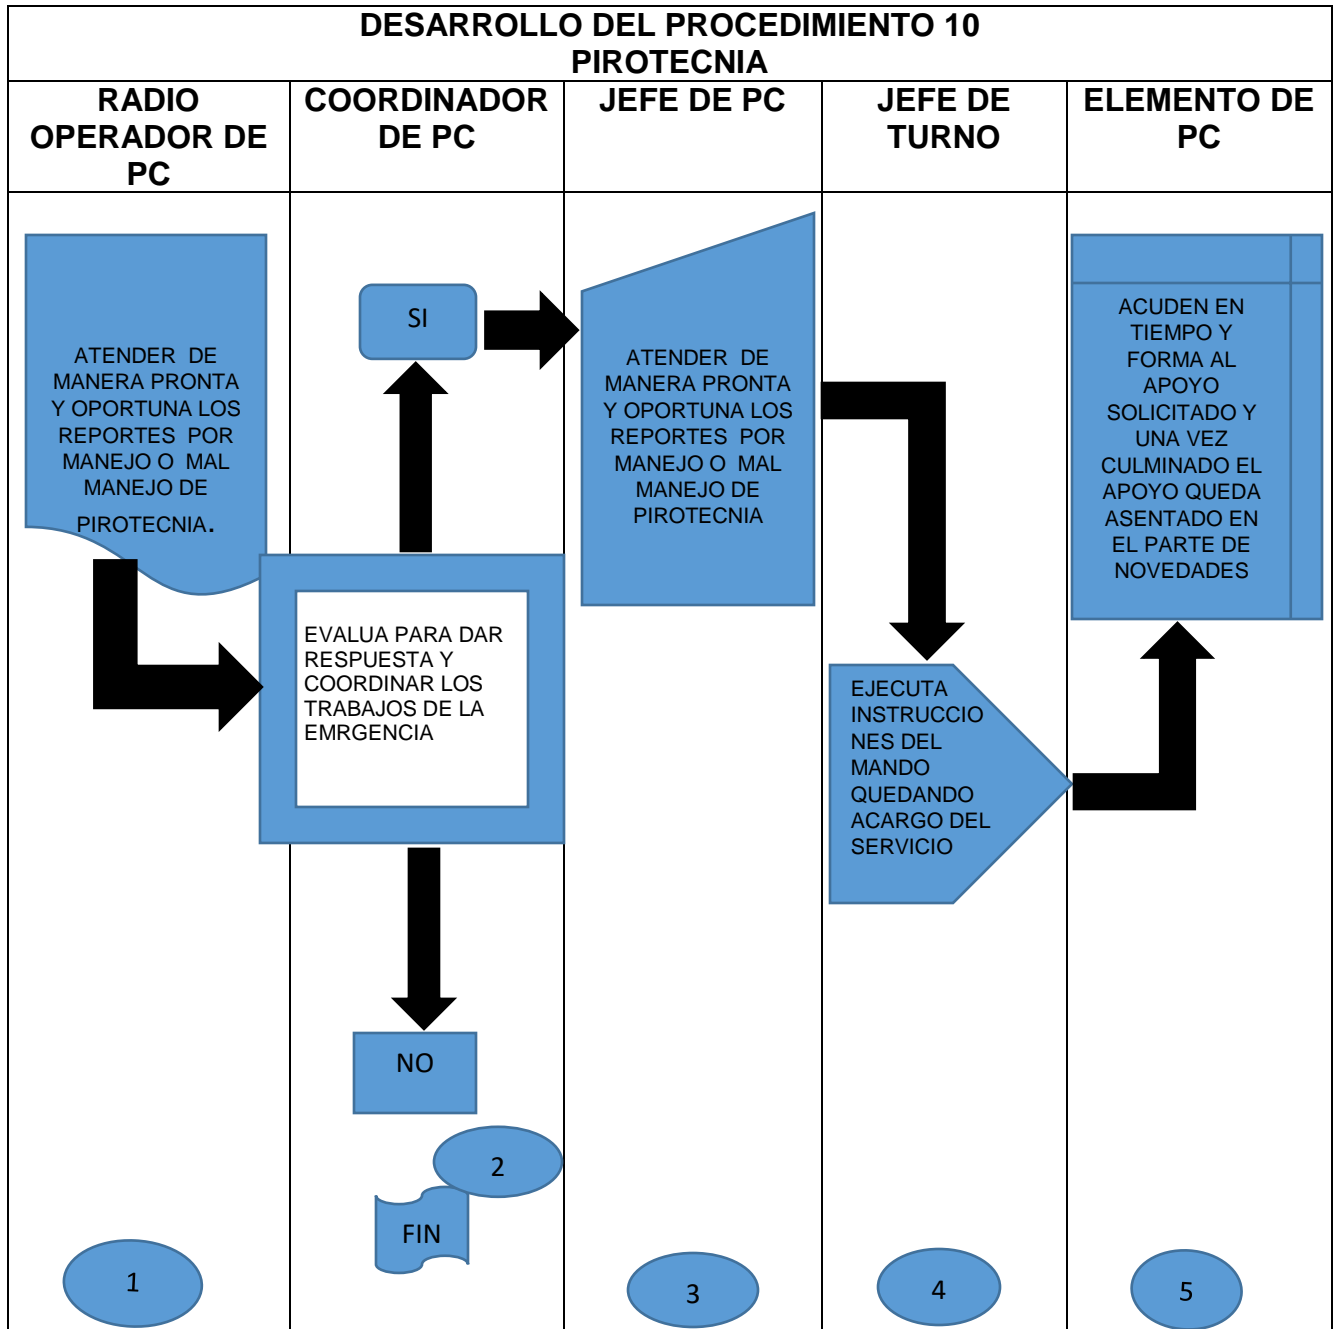 DESARROLLO DEL PROCEDIMIENTO 10
PIROTECNIA
RADIO
OPERADOR DE
PC
COORDINADOR
DE PC
JEFE DE PC
JEFE DE
TURNO
ELEMENTO DE
PC
ATENDER DE
MANERA PRONTA
Y OPORTUNA LOS
REPORTES POR
MANEJO O MAL
MANEJO DE
PIROTECNIA.
SI
EVALUA PARA DAR
RESPUESTA Y
COORDINAR LOS
TRABAJOS DE LA
EMRGENCIA
NO
FIN
ATENDER DE
MANERA PRONTA
Y OPORTUNA LOS
REPORTES POR
MANEJO O MAL
MANEJO DE
PIROTECNIA
EJECUTA
INSTRUCCIO
NES DEL
MANDO
QUEDANDO
ACARGO DEL
SERVICIO
ACUDEN EN
TIEMPO Y
FORMA AL
APOYO
SOLICITADO Y
UNA VEZ
CULMINADO EL
APOYO QUEDA
ASENTADO EN
EL PARTE DE
NOVEDADES
1
2
3
4
5